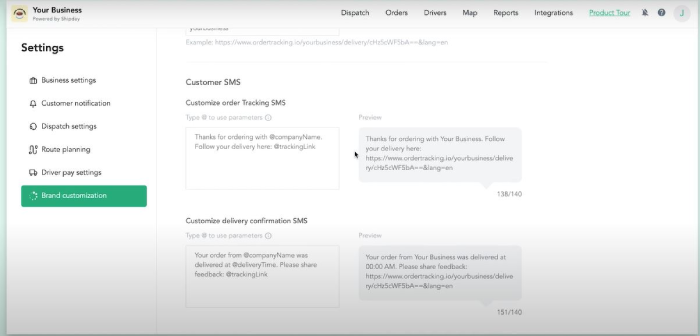 Your Business
Powered by Shipday
Dispatch Orders Drivers Map Reports Integrations Product Tour J
Settings
yourbusiness
Example: https://www.ordertracking.io/yourbusiness/delivery/cHz5cWF5bA==&lang=en
Business settings
Customer notification
Dispatch settings
Route planning
Driver pay settings
Brand customization
Customer SMS
Customize order Tracking SMS
Type @ to use parameters
Thanks for ordering with @companyName.
Follow your delivery here: @trackingLink
Preview
Thanks for ordering with Your Business. Follow
your delivery here:
https://www.ordertracking.io/yourbusiness/delive
ry/cHz5cWF5bA==&lang=en
138/140
Customize delivery confirmation SMS
Type @ to use parameters
Your order from @companyName was
delivered at @deliveryTime. Please share
feedback: @trackingLink
Preview
Your order from Your Business was delivered at
00:00 AM. Please share feedback:
https://www.ordertracking.io/yourbusiness/delive
ry/cHz5cWF5bA==&lang=en
151/140